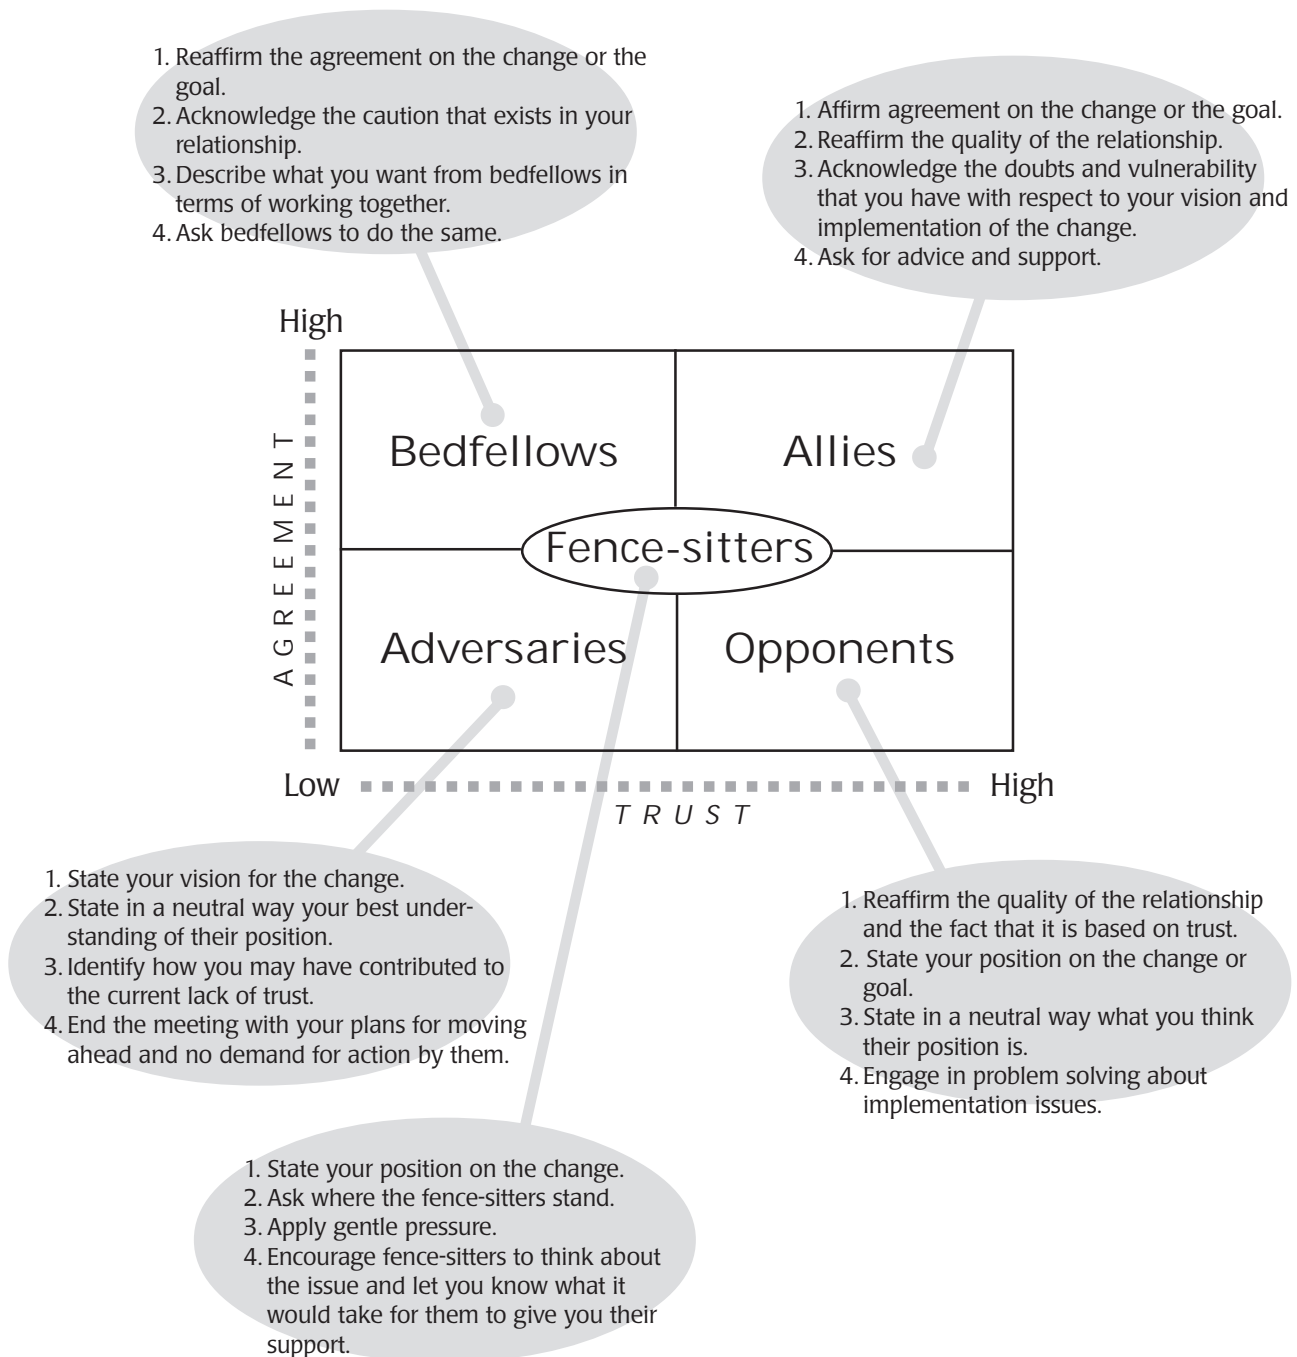 1. Reaffirm the agreement on the change or the
goal.
2. Acknowledge the caution that exists in your
relationship.
3. Describe what you want from bedfellows in
terms of working together.
4. Ask bedfellows to do the same.
1. Affirm agreement on the change or the goal.
2. Reaffirm the quality of the relationship.
3. Acknowledge the doubts and vulnerability
that you have with respect to your vision and
implementation of the change.
4. Ask for advice and support.
High
AGREEMENT
Bedfellows
Allies
Fence-sitters
Adversaries
Opponents
Low
High
TRUST
1. State your vision for the change.
2. State in a neutral way your best under-
standing of their position.
3. Identify how you may have contributed to
the current lack of trust.
4. End the meeting with your plans for moving
ahead and no demand for action by them.
1. Reaffirm the quality of the relationship
and the fact that it is based on trust.
2. State your position on the change or
goal.
3. State in a neutral way what you think
their position is.
4. Engage in problem solving about
implementation issues.
1. State your position on the change.
2. Ask where the fence-sitters stand.
3. Apply gentle pressure.
4. Encourage fence-sitters to think about
the issue and let you know what it
would take for them to give you their
support.